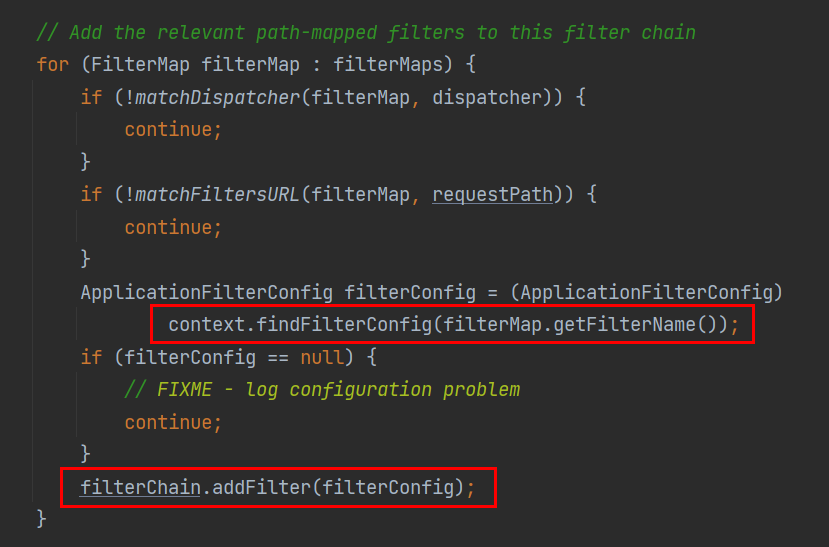 // Add the relevant path-mapped filters to this filter chain
for (FilterMap filterMap : filterMaps) {
if (!matchDispatcher(filterMap, dispatcher)) {
continue;
}
if (!matchFiltersURL(filterMap, requestPath)) {
continue;
}
ApplicationFilterConfig filterConfig = (ApplicationFilterConfig)
context.findFilterConfig(filterMap.getFilterName());
if (filterConfig == null) {
// FIXME - log configuration problem
continue;
}
filterChain.addFilter(filterConfig);
}